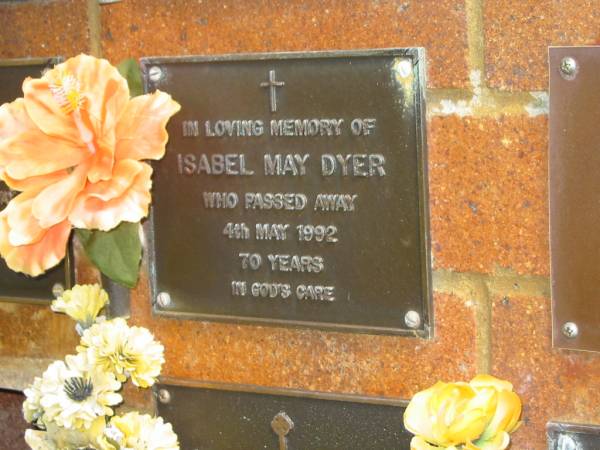 IN LOVING MEMORY OF
ISABEL MAY DYER
WHO PASSED AWAY
4th MAY 1992
70 YEARS
IN GOD'S CARE